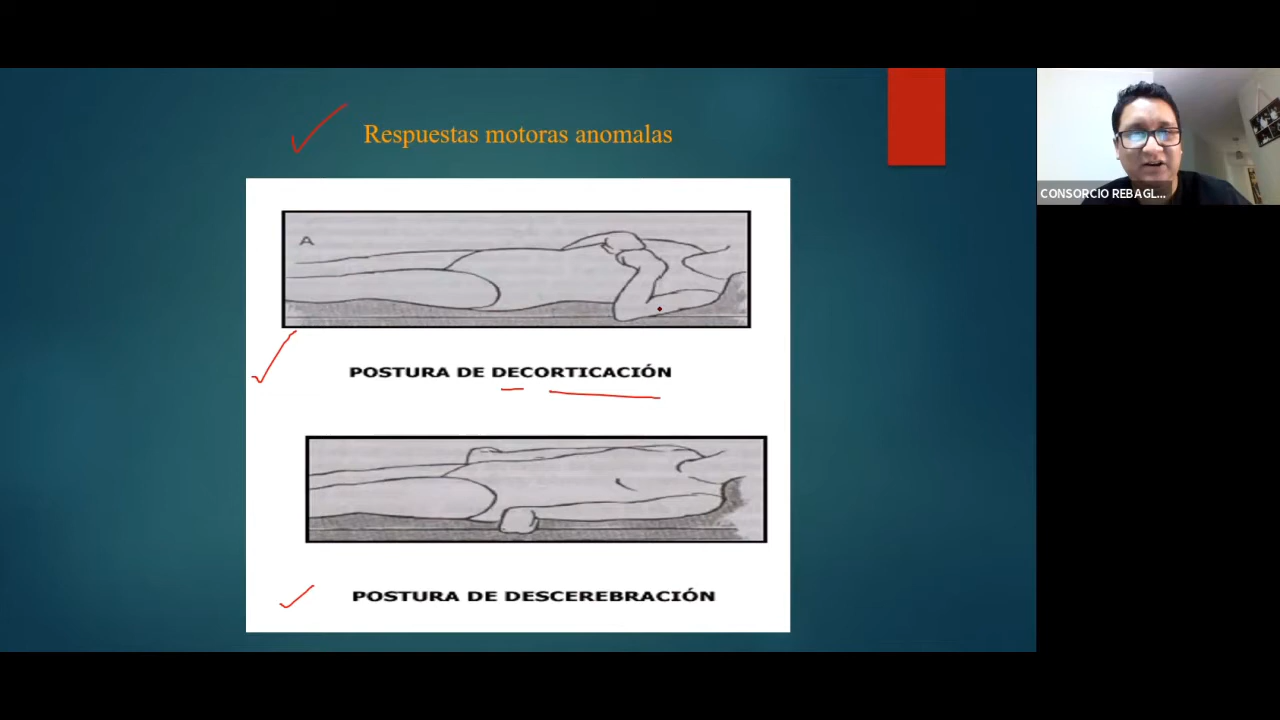 Respuestas motoras anomalas
CONSORCIO REBAGL...
A
POSTURA DE DECORTICACIÓN
POSTURA DE DESCEREBRACIÓN